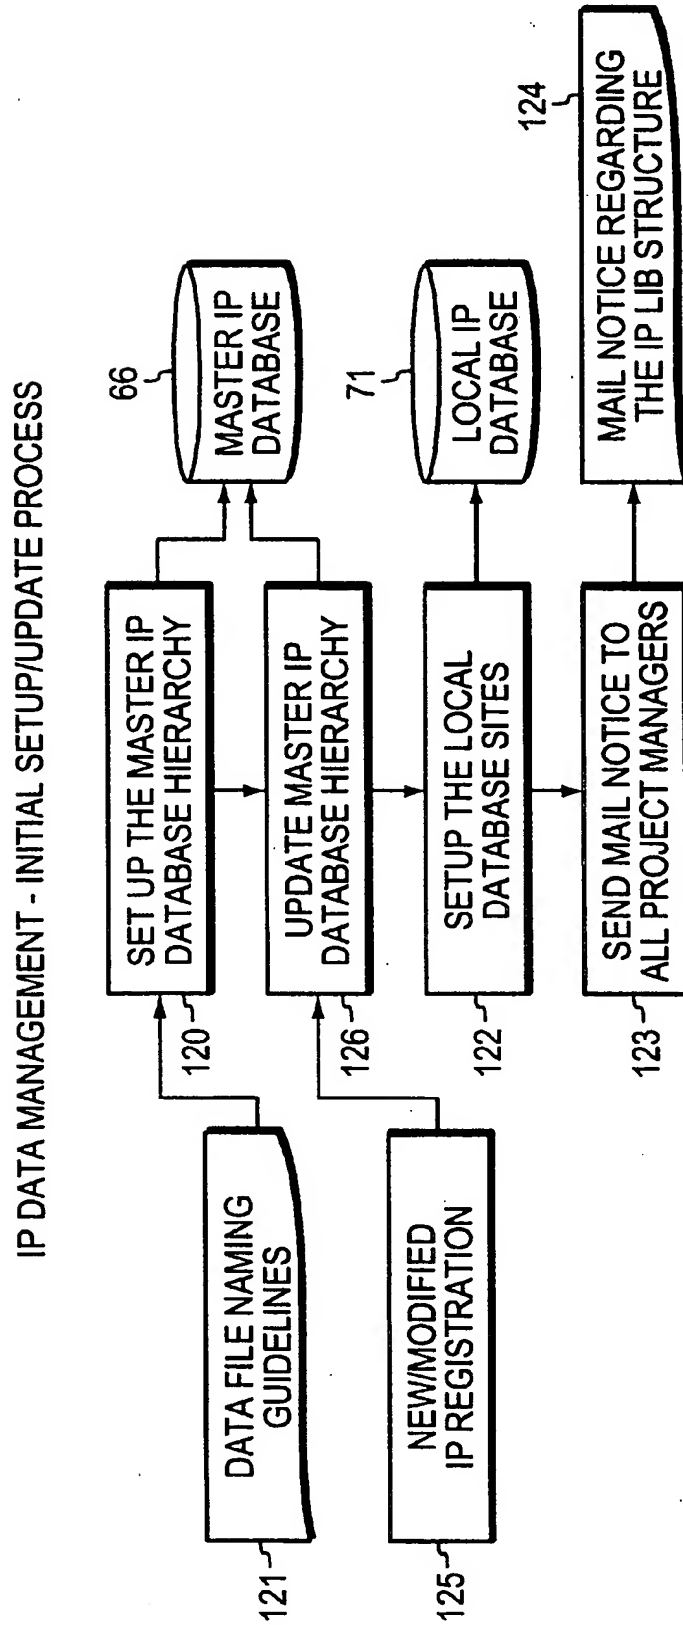 IP DATA MANAGEMENT - INITIAL SETUP/UPDATE PROCESS
121
DATA FILE NAMING
GUIDELINES
120
SET UP THE MASTER IP
DATABASE HIERARCHY
66
MASTER IP
DATABASE
125
NEW/MODIFIED
IP REGISTRATION
126
UPDATE MASTER IP
DATABASE HIERARCHY
122
SETUP THE LOCAL
DATABASE SITES
71
LOCAL IP
DATABASE
123
SEND MAIL NOTICE TO
ALL PROJECT MANAGERS
124
MAIL NOTICE REGARDING
THE IP LIB STRUCTURE